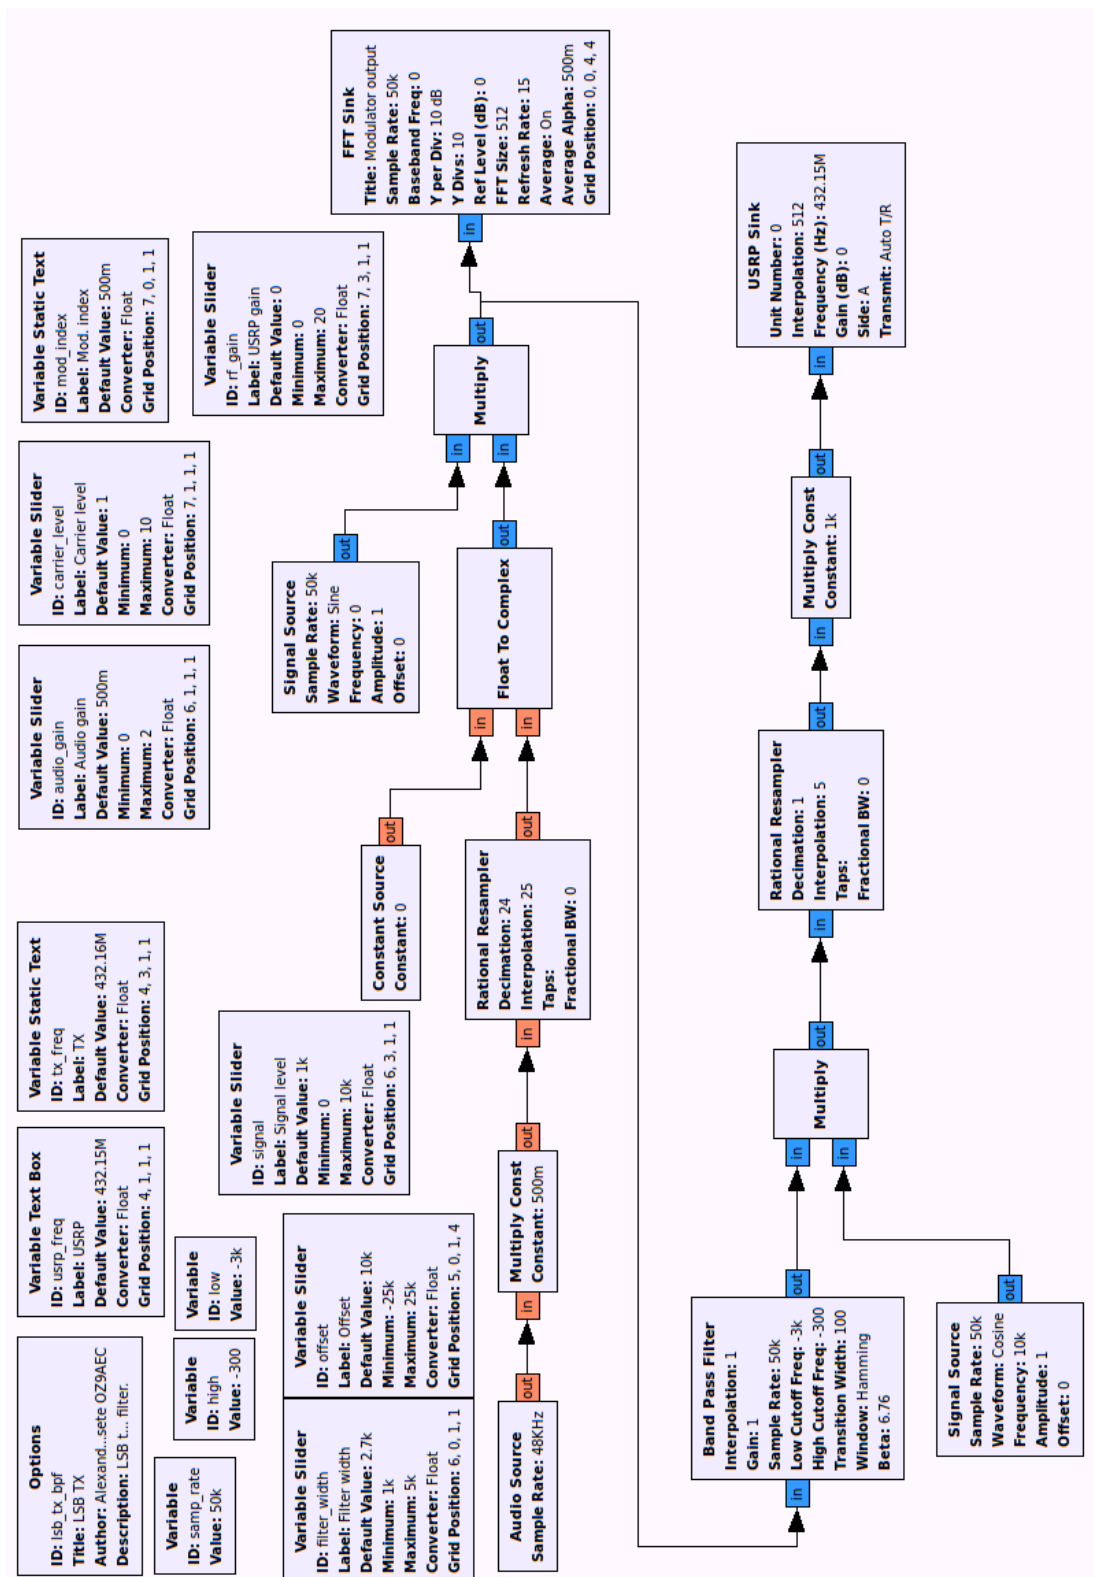 Options
ID: lsb_tx_bpf
Title: LSB TX
Author: Alexand...sete OZ9AEC
Description: LSB t... filter.
Variable Text Box
ID: usrp_freq
Label: USRP
Default Value: 432.15M
Converter: Float
Grid Position: 4, 1, 1, 1
Variable Static Text
ID: tx_freq
Label: TX
Default Value: 432.16M
Converter: Float
Grid Position: 4, 3, 1, 1
Variable Slider
ID: audio_gain
Label: Audio gain
Default Value: 500m
Minimum: 0
Maximum: 2
Converter: Float
Grid Position: 6, 1, 1, 1
Variable Slider
ID: carrier_level
Label: Carrier level
Default Value: 1
Minimum: 0
Maximum: 10
Converter: Float
Grid Position: 7, 1, 1, 1
Variable Static Text
ID: mod_index
Label: Mod. index
Default Value: 500m
Converter: Float
Grid Position: 7, 0, 1, 1
Variable
ID: samp_rate
Value: 50k
Variable
ID: high
Value: -300
Variable
ID: low
Value: -3k
Variable Slider
ID: signal
Label: Signal level
Default Value: 1k
Minimum: 0
Maximum: 10k
Converter: Float
Grid Position: 6, 3, 1, 1
Variable Slider
ID: rf_gain
Label: USRP gain
Default Value: 0
Minimum: 0
Maximum: 20
Converter: Float
Grid Position: 7, 3, 1, 1
Variable Slider
ID: filter_width
Label: Filter width
Default Value: 2.7k
Minimum: 1k
Maximum: 5k
Converter: Float
Grid Position: 6, 0, 1, 1
Variable Slider
ID: offset
Label: Offset
Default Value: 10k
Minimum: -25k
Maximum: 25k
Converter: Float
Grid Position: 5, 0, 1, 4
Constant Source
Constant: 0
out
Signal Source
Sample Rate: 50k
Waveform: Sine
Frequency: 0
Amplitude: 1
Offset: 0
out
Audio Source
Sample Rate: 48KHz
out
in
Multiply Const
Constant: 500m
out
in
Rational Resampler
Decimation: 24
Interpolation: 25
Taps:
Fractional BW: 0
out
in
in
Float To Complex
out
in
in
Multiply
out
in
FFT Sink
Title: Modulator output
Sample Rate: 50k
Baseband Freq: 0
Y per Div: 10 dB
Y Divs: 10
Ref Level (dB): 0
FFT Size: 512
Refresh Rate: 15
Average: On
Average Alpha: 500m
Grid Position: 0, 0, 4, 4
in
Band Pass Filter
Interpolation: 1
Gain: 1
Sample Rate: 50k
Low Cutoff Freq: -3k
High Cutoff Freq: -300
Transition Width: 100
Window: Hamming
Beta: 6.76
out
Signal Source
Sample Rate: 50k
Waveform: Cosine
Frequency: 10k
Amplitude: 1
Offset: 0
out
in
in
Multiply
out
in
Rational Resampler
Decimation: 1
Interpolation: 5
Taps:
Fractional BW: 0
out
in
Multiply Const
Constant: 1k
out
in
USRP Sink
Unit Number: 0
Interpolation: 512
Frequency (Hz): 432.15M
Gain (dB): 0
Side: A
Transmit: Auto T/R